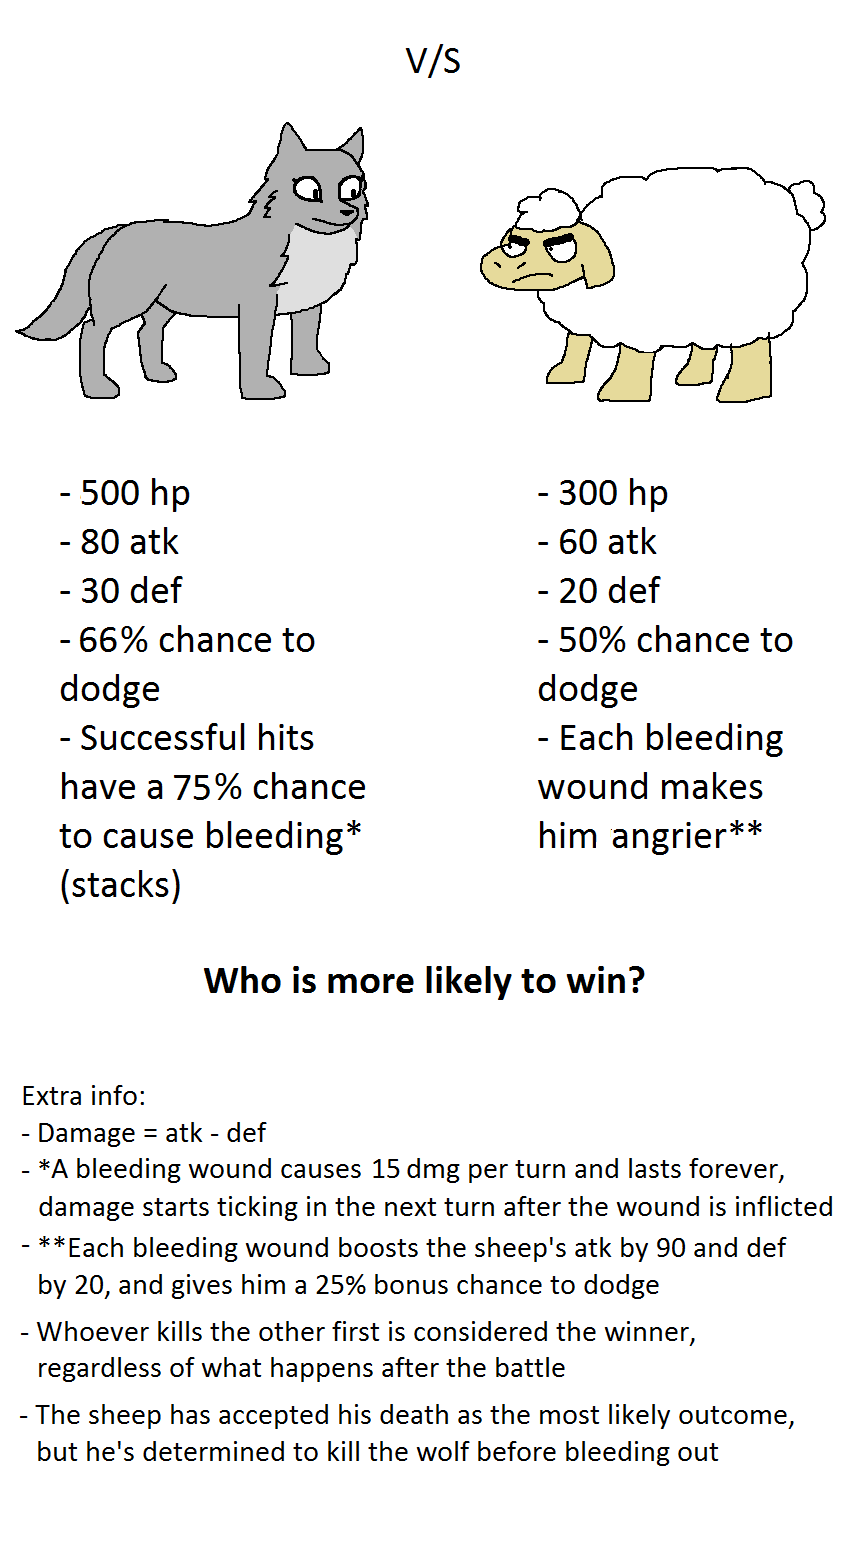 V/S
- 500 hp
- 80 atk
- 30 def
- 66% chance to
dodge
- Successful hits
have a 75% chance
to cause bleeding*
(stacks)
- 300 hp
- 60 atk
- 20 def
- 50% chance to
dodge
- Each bleeding
wound makes
him angrier**
Who is more likely to win?
Extra info:
- Damage = atk - def
- *A bleeding wound causes 15 dmg per turn and lasts forever,
damage starts ticking in the next turn after the wound is inflicted
- **Each bleeding wound boosts the sheep's atk by 90 and def
by 20, and gives him a 25% bonus chance to dodge
- Whoever kills the other first is considered the winner,
regardless of what happens after the battle
- The sheep has accepted his death as the most likely outcome,
but he's determined to kill the wolf before bleeding out